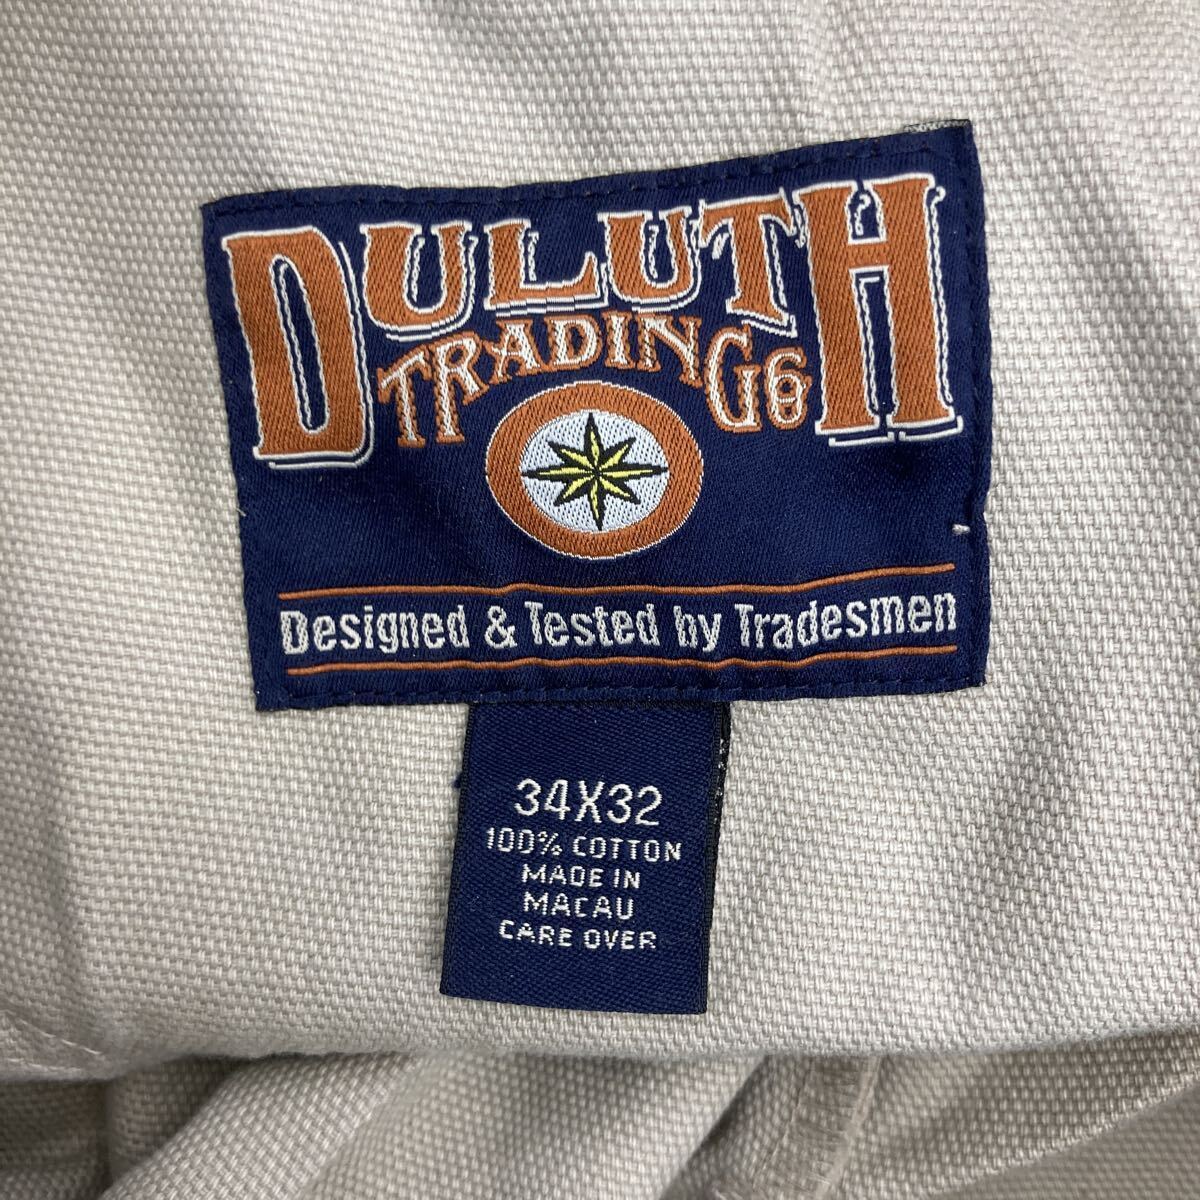 DULUTH
TRADING Co
Designed & Tested by Tradesmen
34X32
100% COTTON
MADE IN
MACAU
CARE OVER